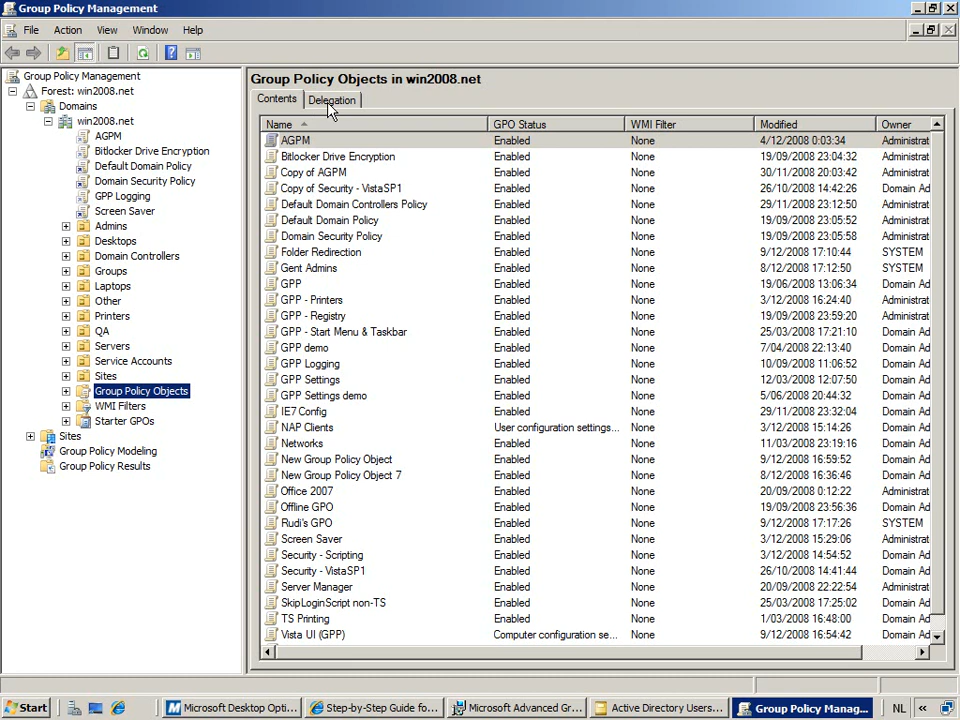 Group Policy Management
File Action View Window Help
Group Policy Management
Forest: win2008.net
Domains
win2008.net
AGPM
Bitlocker Drive Encryption
Default Domain Policy
Domain Security Policy
GPP Logging
Screen Saver
Admins
Desktops
Domain Controllers
Groups
Laptops
Other
Printers
QA
Servers
Service Accounts
Sites
Group Policy Objects
WMI Filters
Starter GPOs
Sites
Group Policy Modeling
Group Policy Results
Group Policy Objects in win2008.net
Contents Delegation
Name GPO Status WMI Filter Modified Owner
AGPM Enabled None 4/12/2008 0:03:34 Administrat
Bitlocker Drive Encryption Enabled None 19/09/2008 23:04:32 Administrat
Copy of AGPM Enabled None 30/11/2008 20:03:42 Administrat
Copy of Security - VistaSP1 Enabled None 26/10/2008 14:42:26 Domain Ad
Default Domain Controllers Policy Enabled None 29/11/2008 23:12:50 Domain Ad
Default Domain Policy Enabled None 19/09/2008 23:05:52 Domain Ad
Domain Security Policy Enabled None 19/09/2008 23:05:58 Domain Ad
Folder Redirection Enabled None 9/12/2008 17:10:44 SYSTEM
Gent Admins Enabled None 8/12/2008 17:12:50 SYSTEM
GPP Enabled None 19/06/2008 13:06:34 Domain Ad
GPP - Printers Enabled None 3/12/2008 16:24:40 Administrat
GPP - Registry Enabled None 19/09/2008 23:59:20 Administrat
GPP - Start Menu & Taskbar Enabled None 25/03/2008 17:21:10 Domain Ad
GPP demo Enabled None 7/04/2008 22:13:40 Domain Ad
GPP Logging Enabled None 10/09/2008 11:06:52 Domain Ad
GPP Settings Enabled None 12/03/2008 12:07:50 Domain Ad
GPP Settings demo Enabled None 5/06/2008 20:44:32 Domain Ad
IE7 Config Enabled None 29/11/2008 23:32:04 Domain Ad
NAP Clients User configuration settings... None 3/12/2008 15:14:26 Domain Ad
Networks Enabled None 11/03/2008 23:19:16 Domain Ad
New Group Policy Object Enabled None 9/12/2008 16:59:52 Domain Ad
New Group Policy Object 7 Enabled None 8/12/2008 16:36:46 Domain Ad
Office 2007 Enabled None 20/09/2008 0:12:22 Administrat
Offline GPO Enabled None 19/09/2008 23:56:36 Domain Ad
Rudi's GPO Enabled None 9/12/2008 17:17:26 SYSTEM
Screen Saver Enabled None 3/12/2008 15:29:06 Domain Ad
Security - Scripting Enabled None 3/12/2008 14:54:52 Domain Ad
Security - VistaSP1 Enabled None 26/10/2008 14:41:44 Domain Ad
Server Manager Enabled None 20/09/2008 22:22:54 Administrat
SkipLoginScript non-TS Enabled None 25/03/2008 17:25:02 Domain Ad
TS Printing Enabled None 1/03/2008 16:48:00 Domain Ad
Vista UI (GPP) Computer configuration se... None 9/12/2008 16:54:42 Domain Ad
Start Microsoft Desktop Opti... Step-by-Step Guide fo... Microsoft Advanced Gr... Active Directory Users... Group Policy Manag... NL «